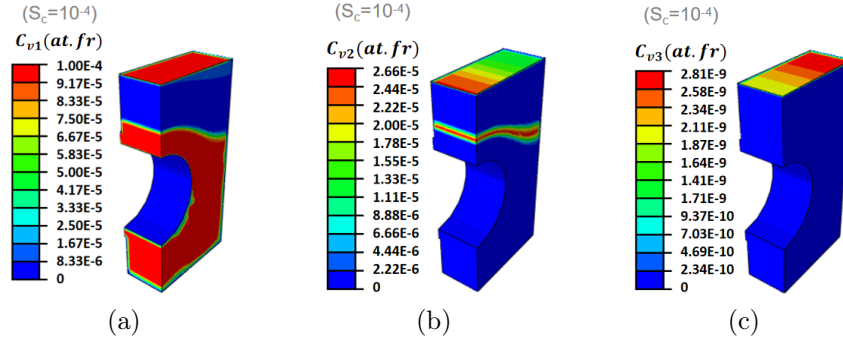 (S_c=10^-4)
C_v1(at. fr)
1.00E-4
9.17E-5
8.33E-5
7.50E-5
6.67E-5
5.83E-5
5.00E-5
4.17E-5
3.33E-5
2.50E-5
1.67E-5
8.33E-6
0
(a)
(S_c=10^-4)
C_v2(at. fr)
2.66E-5
2.44E-5
2.22E-5
2.00E-5
1.78E-5
1.55E-5
1.33E-5
1.11E-5
8.88E-6
6.66E-6
4.44E-6
2.22E-6
0
(b)
(S_c=10^-4)
C_v3(at. fr)
2.81E-9
2.58E-9
2.34E-9
2.11E-9
1.87E-9
1.64E-9
1.41E-9
1.71E-9
9.37E-10
7.03E-10
4.69E-10
2.34E-10
0
(c)